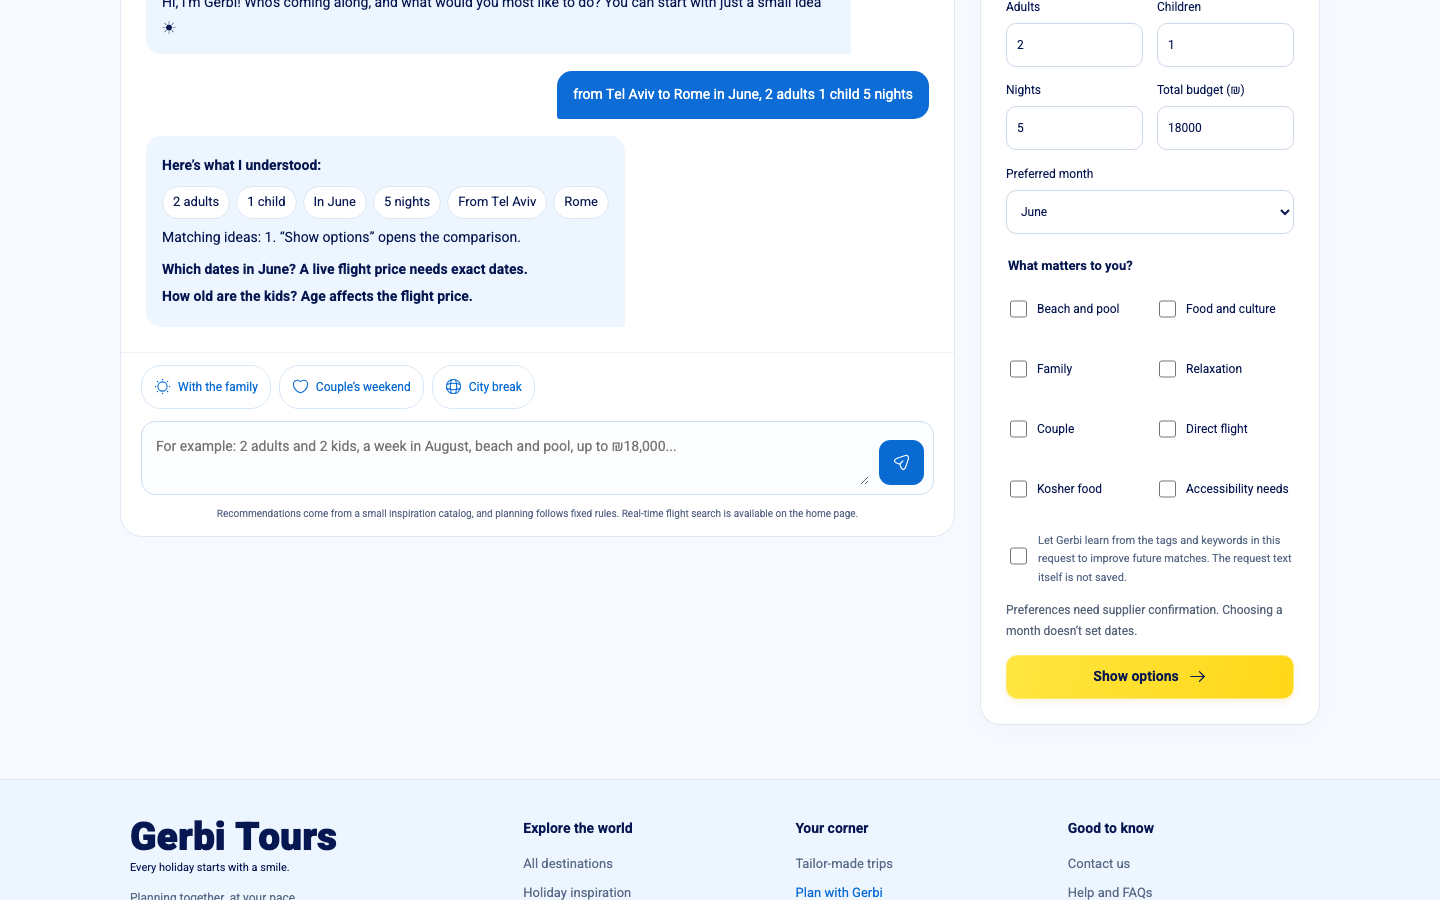 Hi, I'm Gerbi! Who's coming along, and what would you most like to do? You can start with just a small idea
☀
from Tel Aviv to Rome in June, 2 adults 1 child 5 nights
Here's what I understood:
2 adults
1 child
In June
5 nights
From Tel Aviv
Rome
Matching ideas: 1. “Show options” opens the comparison.
Which dates in June? A live flight price needs exact dates.
How old are the kids? Age affects the flight price.
With the family
Couple's weekend
City break
For example: 2 adults and 2 kids, a week in August, beach and pool, up to ₪18,000...
Recommendations come from a small inspiration catalog, and planning follows fixed rules. Real-time flight search is available on the home page.
Adults
Children
2
1
Nights
Total budget (₪)
5
18000
Preferred month
June
What matters to you?
Beach and pool
Food and culture
Family
Relaxation
Couple
Direct flight
Kosher food
Accessibility needs
Let Gerbi learn from the tags and keywords in this
request to improve future matches. The request text
itself is not saved.
Preferences need supplier confirmation. Choosing a
month doesn't set dates.
Show options
Gerbi Tours
Every holiday starts with a smile.
Planning together, at your pace
Explore the world
All destinations
Holiday inspiration
Your corner
Tailor-made trips
Plan with Gerbi
Good to know
Contact us
Help and FAQs